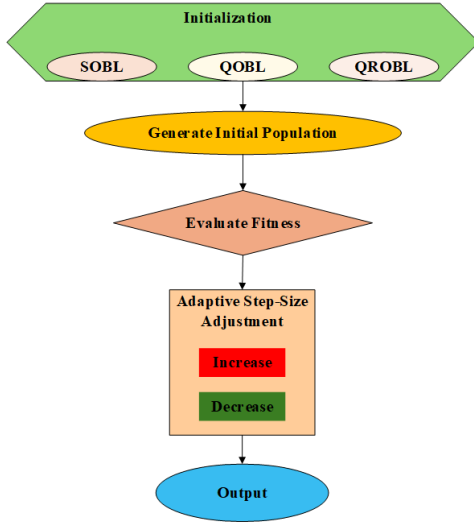 Initialization
SOBL
QOBL
QROBL
Generate Initial Population
Evaluate Fitness
Adaptive Step-Size
Adjustment
Increase
Decrease
Output